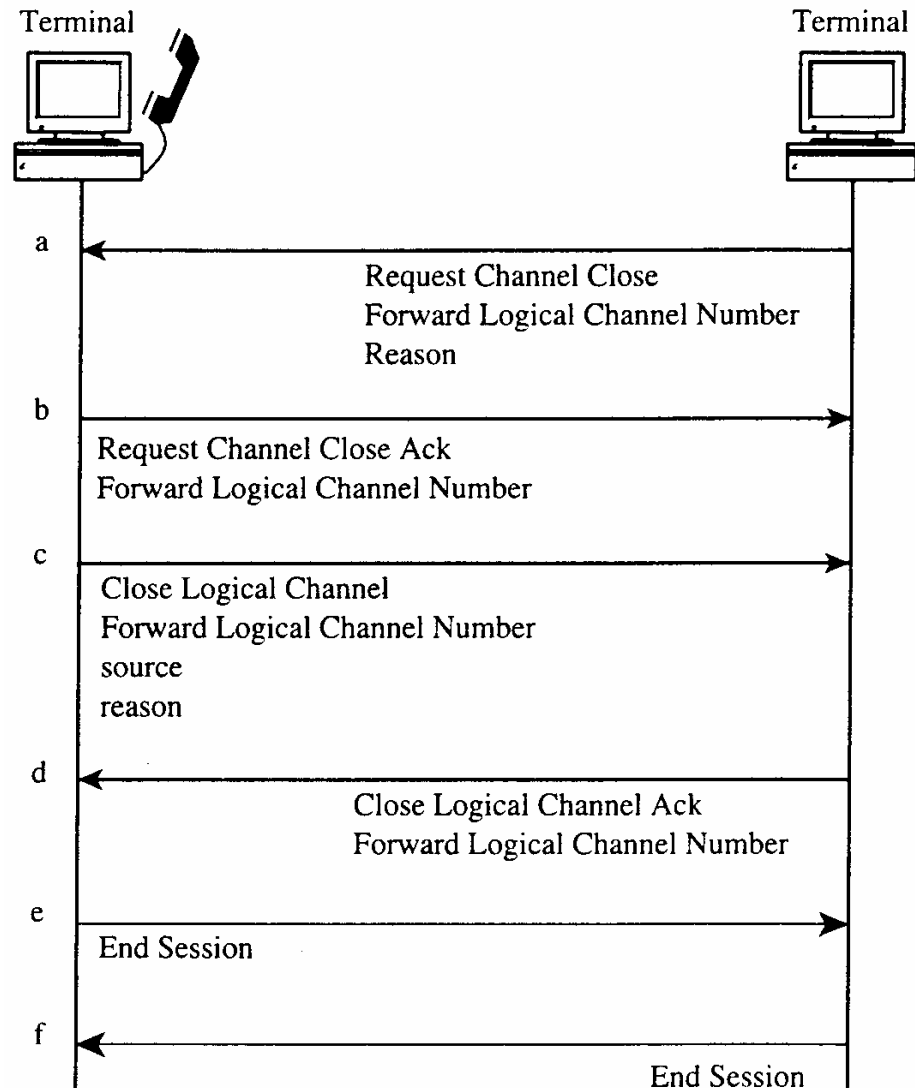 Terminal
Terminal
a
Request Channel Close
Forward Logical Channel Number
Reason
b
Request Channel Close Ack
Forward Logical Channel Number
c
Close Logical Channel
Forward Logical Channel Number
source
reason
d
Close Logical Channel Ack
Forward Logical Channel Number
e
End Session
f
End Session